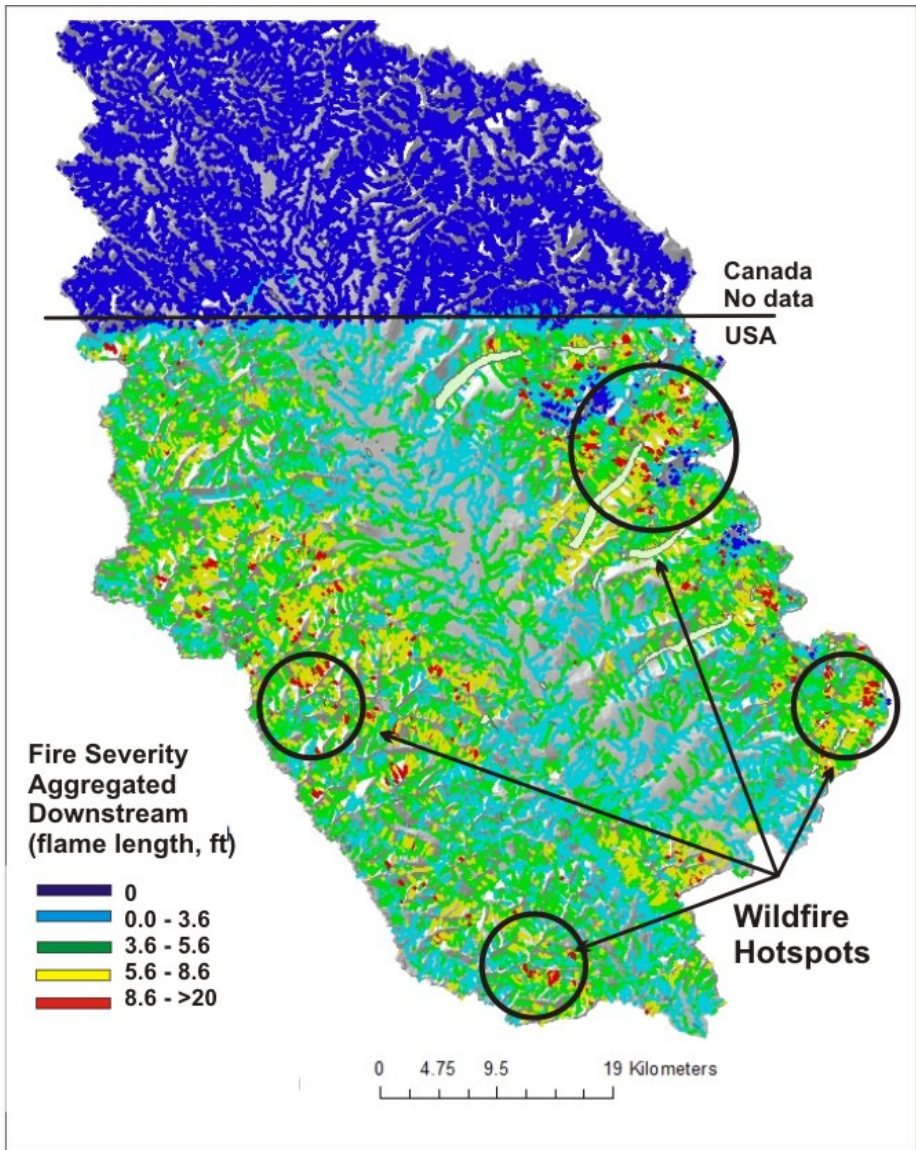 Canada
No data
USA
Fire Severity
Aggregated
Downstream
(flame length, ft)
0
0.0 - 3.6
3.6 - 5.6
5.6 - 8.6
8.6 - >20
Wildfire
Hotspots
0 4.75 9.5 19 Kilometers